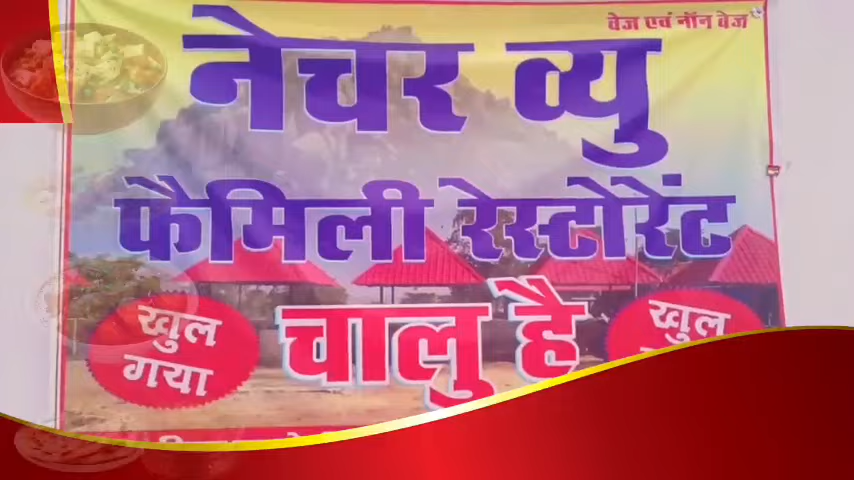 वेज एवं नॉन वेज
नेचर व्यु
फैमिली रेस्टोरेंट
चालु है
खुल
गया
खुल